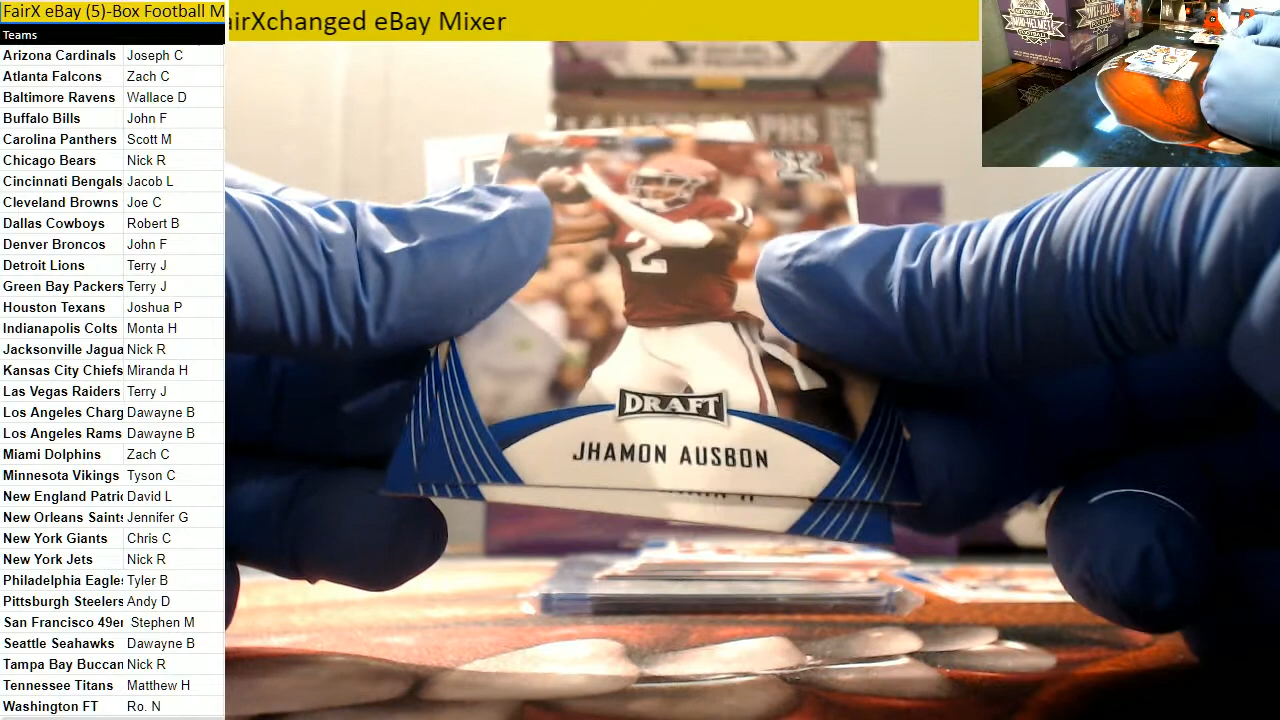 FairX eBay (5)-Box Football M
airXchanged eBay Mixer
Teams
Arizona Cardinals Joseph C
Atlanta Falcons Zach C
Baltimore Ravens Wallace D
Buffalo Bills John F
Carolina Panthers Scott M
Chicago Bears Nick R
Cincinnati Bengals Jacob L
Cleveland Browns Joe C
Dallas Cowboys Robert B
Denver Broncos John F
Detroit Lions Terry J
Green Bay Packers Terry J
Houston Texans Joshua P
Indianapolis Colts Monta H
Jacksonville Jagua Nick R
Kansas City Chiefs Miranda H
Las Vegas Raiders Terry J
Los Angeles Charg Dawayne B
Los Angeles Rams Dawayne B
Miami Dolphins Zach C
Minnesota Vikings Tyson C
New England Patri David L
New Orleans Saints Jennifer G
New York Giants Chris C
New York Jets Nick R
Philadelphia Eagle Tyler B
Pittsburgh Steelers Andy D
San Francisco 49er Stephen M
Seattle Seahawks Dawayne B
Tampa Bay Buccan Nick R
Tennessee Titans Matthew H
Washington FT Ro. N
AUTOGRAPHS
2
DRAFT
JHAMON AUSBON
MINI-HELMET